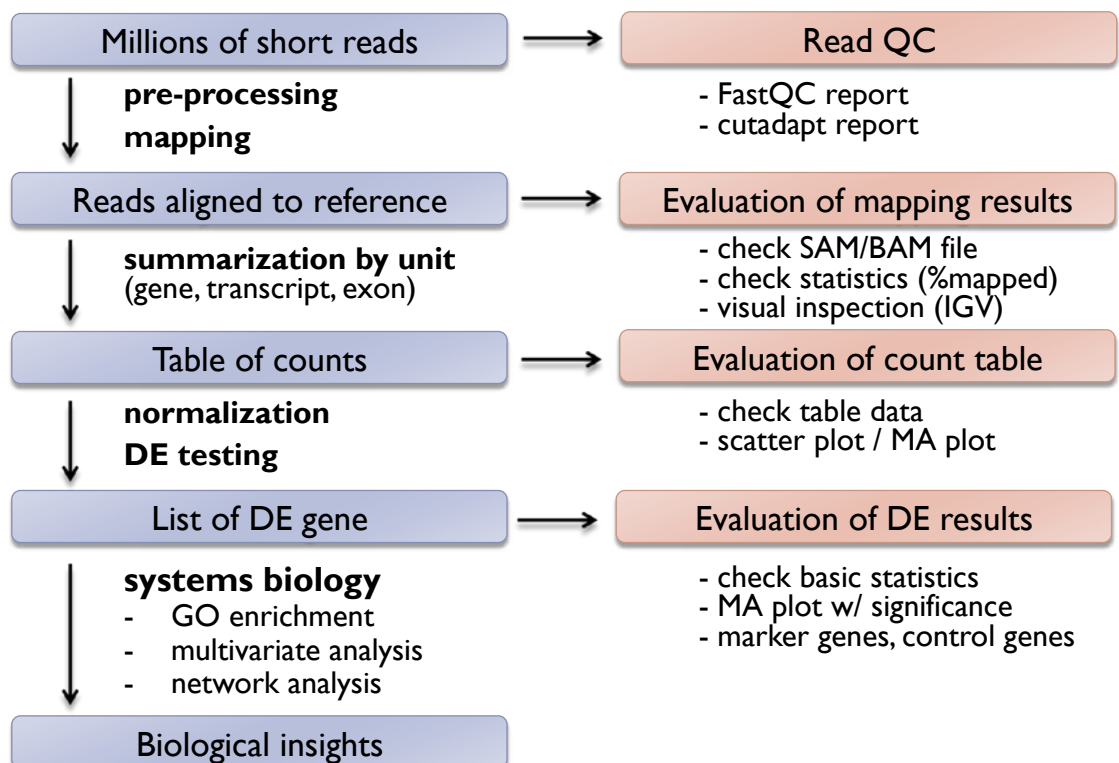 Millions of short reads
Read QC
pre-processing
mapping
- FastQC report
- cutadapt report
Reads aligned to reference
Evaluation of mapping results
summarization by unit
(gene, transcript, exon)
- check SAM/BAM file
- check statistics (%mapped)
- visual inspection (IGV)
Table of counts
Evaluation of count table
normalization
DE testing
- check table data
- scatter plot / MA plot
List of DE gene
Evaluation of DE results
systems biology
- GO enrichment
- multivariate analysis
- network analysis
- check basic statistics
- MA plot w/ significance
- marker genes, control genes
Biological insights